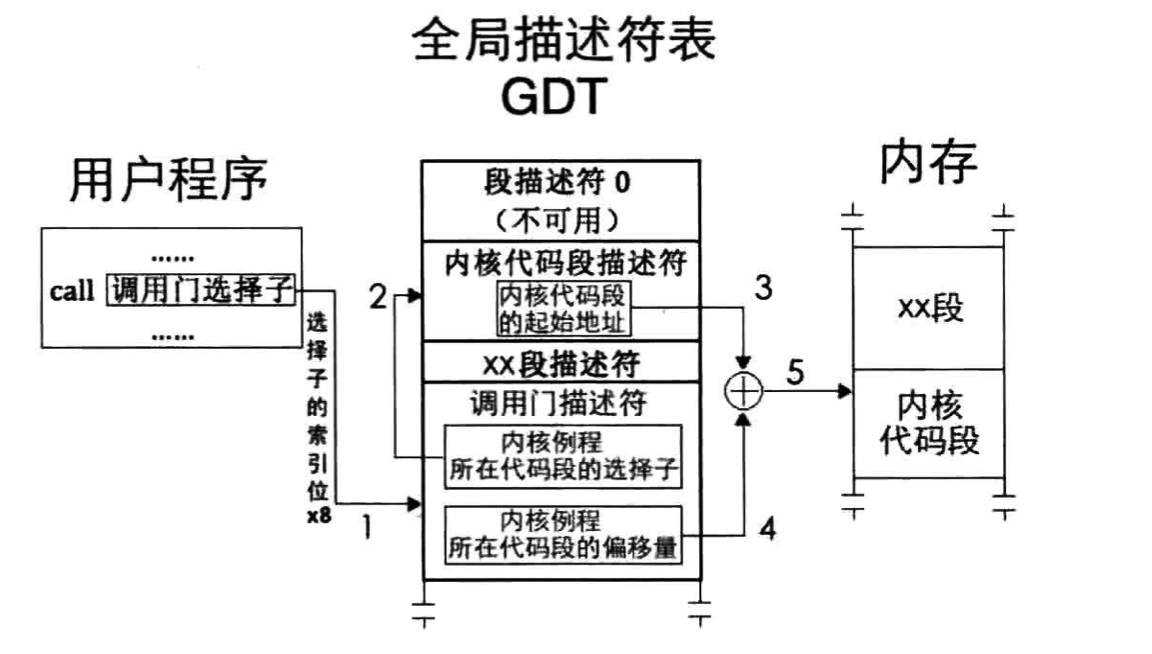 全局描述符表
GDT
用户程序
……
call 调用门选择子
……
选择子的索引位x8
1
段描述符 0
（不可用）
内核代码段描述符
内核代码段
的起始地址
xx段描述符
调用门描述符
内核例程
所在代码段的选择子
内核例程
所在代码段的偏移量
2
3
4
5
内存
xx段
内核
代码段